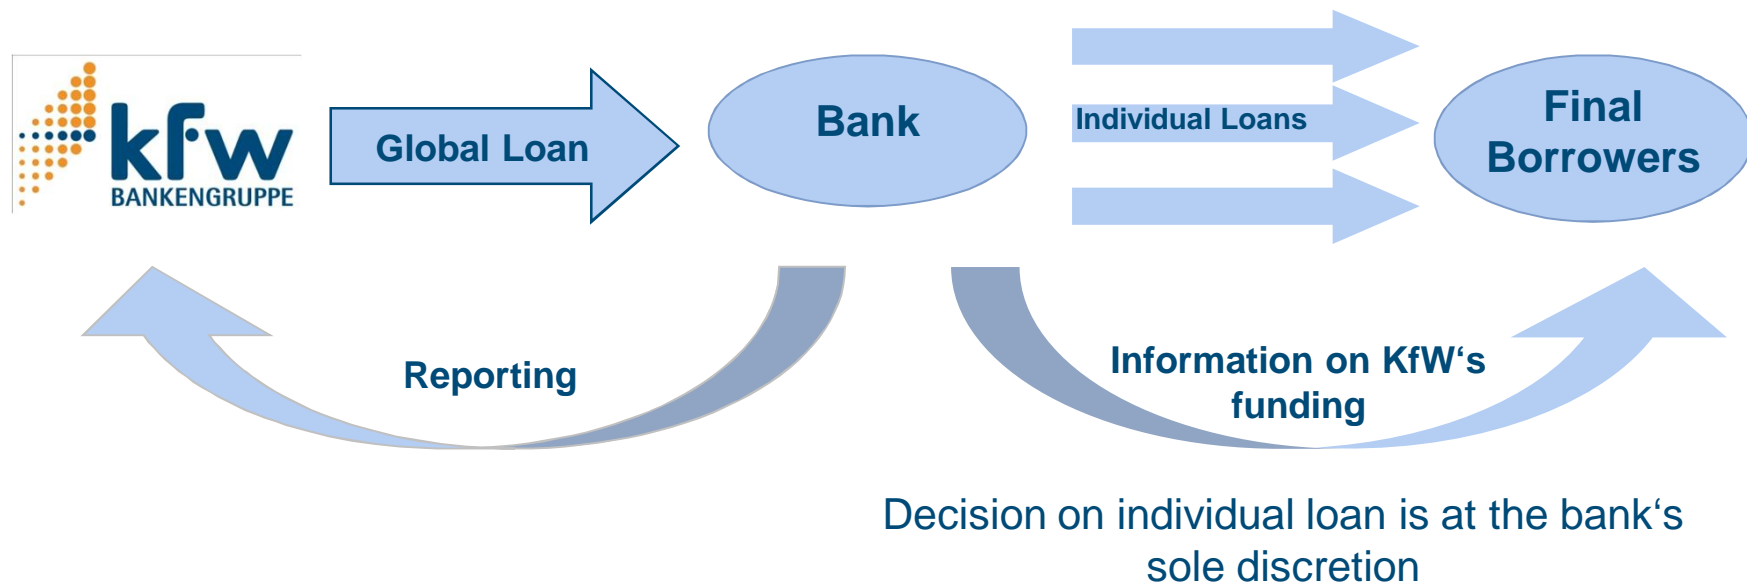 kfw
BANKENGRUPPE
Global Loan
Bank
Individual Loans
Final
Borrowers
Reporting
Information on KfW‘s
funding
Decision on individual loan is at the bank‘s
sole discretion